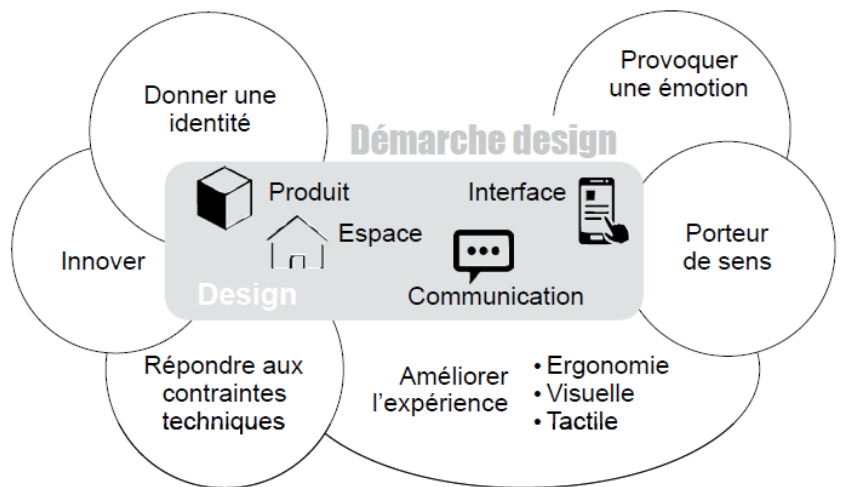 Provoquer
une émotion
Donner une
identité
Démarche design
Produit
Interface
Espace
Innover
Porteur
de sens
Design
Communication
Répondre aux
contraintes
techniques
Améliorer
l'expérience
• Ergonomie
• Visuelle
• Tactile